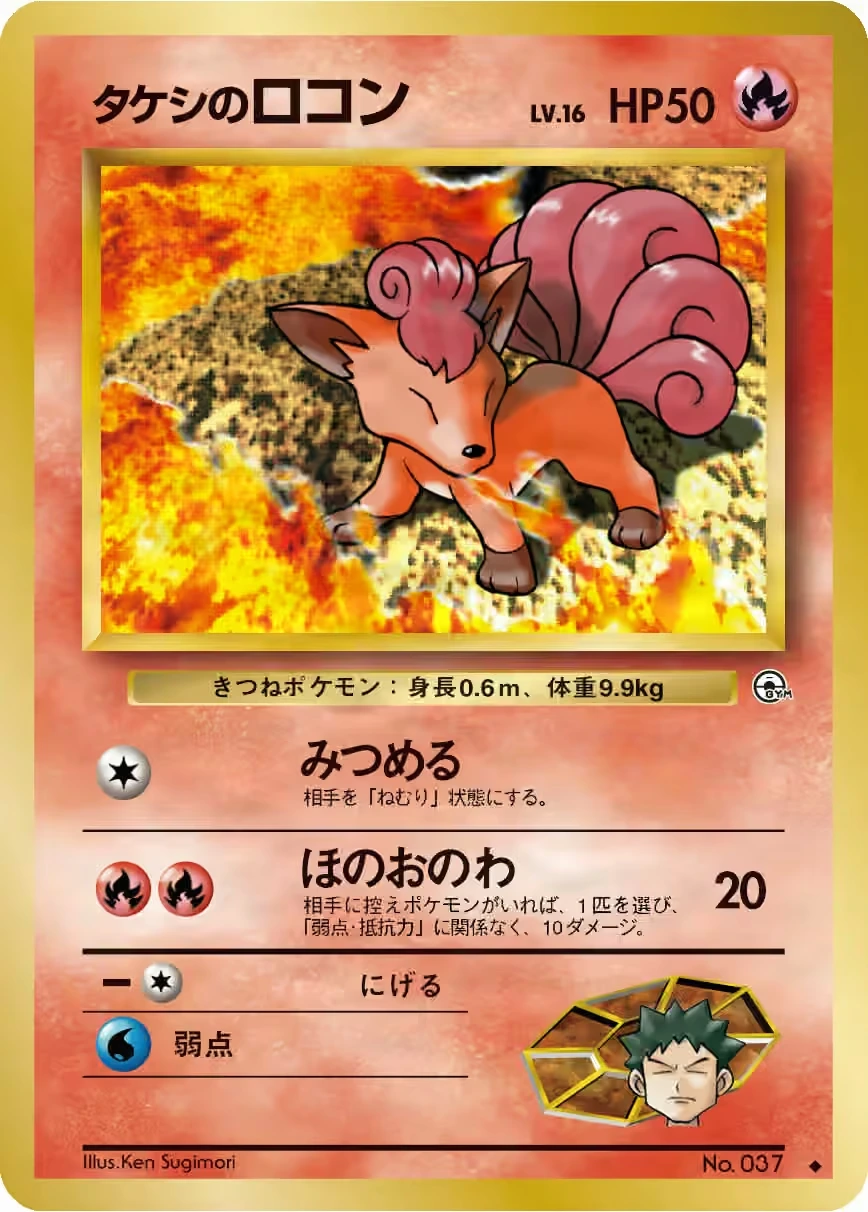 タケシのロコン LV.16 HP50
きつねポケモン：身長0.6m、体重9.9kg
GYM
みつめる
相手を「ねむり」状態にする。
ほのおのわ 20
相手に控えポケモンがいれば、1匹を選び、
「弱点・抵抗力」に関係なく、10ダメージ。
にげる
弱点
Illus.Ken Sugimori No. 037